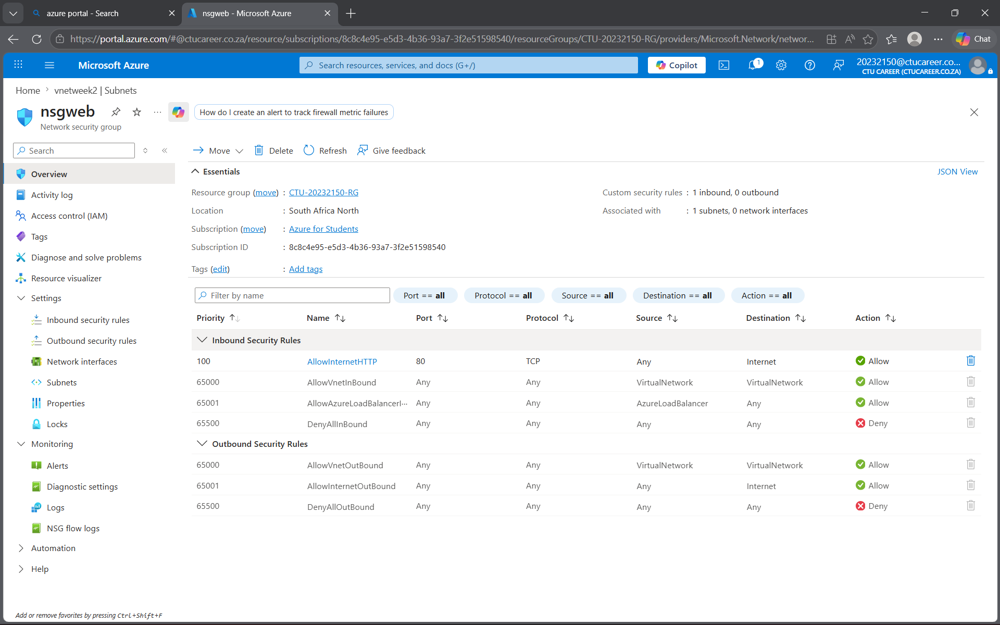 azure portal - Search
nsgweb - Microsoft Azure
https://portal.azure.com/#@ctucareer.co.za/resource/subscriptions/8c8c4e95-e5d3-4b36-93a7-3f2e51598540/resourceGroups/CTU-20232150-RG/providers/Microsoft.Network/networ...
Chat
Microsoft Azure
Search resources, services, and docs (G+/)
Copilot
1
20232150@ctucareer.co...
CTU CAREER (CTUCAREER.CO.ZA)
Home > vnetweek2 | Subnets
nsgweb
How do I create an alert to track firewall metric failures
Network security group
Search
Move
Delete
Refresh
Give feedback
Overview
Activity log
Access control (IAM)
Tags
Diagnose and solve problems
Resource visualizer
Settings
Inbound security rules
Outbound security rules
Network interfaces
Subnets
Properties
Locks
Monitoring
Alerts
Diagnostic settings
Logs
NSG flow logs
Automation
Help
Add or remove favorites by pressing Ctrl+Shift+F
Essentials
JSON View
Resource group (move) : CTU-20232150-RG
Location : South Africa North
Subscription (move) : Azure for Students
Subscription ID : 8c8c4e95-e5d3-4b36-93a7-3f2e51598540
Tags (edit) : Add tags
Custom security rules : 1 inbound, 0 outbound
Associated with : 1 subnets, 0 network interfaces
Filter by name
Port == all
Protocol == all
Source == all
Destination == all
Action == all
Priority Name Port Protocol Source Destination Action
Inbound Security Rules
100 AllowInternetHTTP 80 TCP Any Internet Allow
65000 AllowVnetInBound Any Any VirtualNetwork VirtualNetwork Allow
65001 AllowAzureLoadBalancerI... Any Any AzureLoadBalancer Any Allow
65500 DenyAllInBound Any Any Any Any Deny
Outbound Security Rules
65000 AllowVnetOutBound Any Any VirtualNetwork VirtualNetwork Allow
65001 AllowInternetOutBound Any Any Any Internet Allow
65500 DenyAllOutBound Any Any Any Any Deny